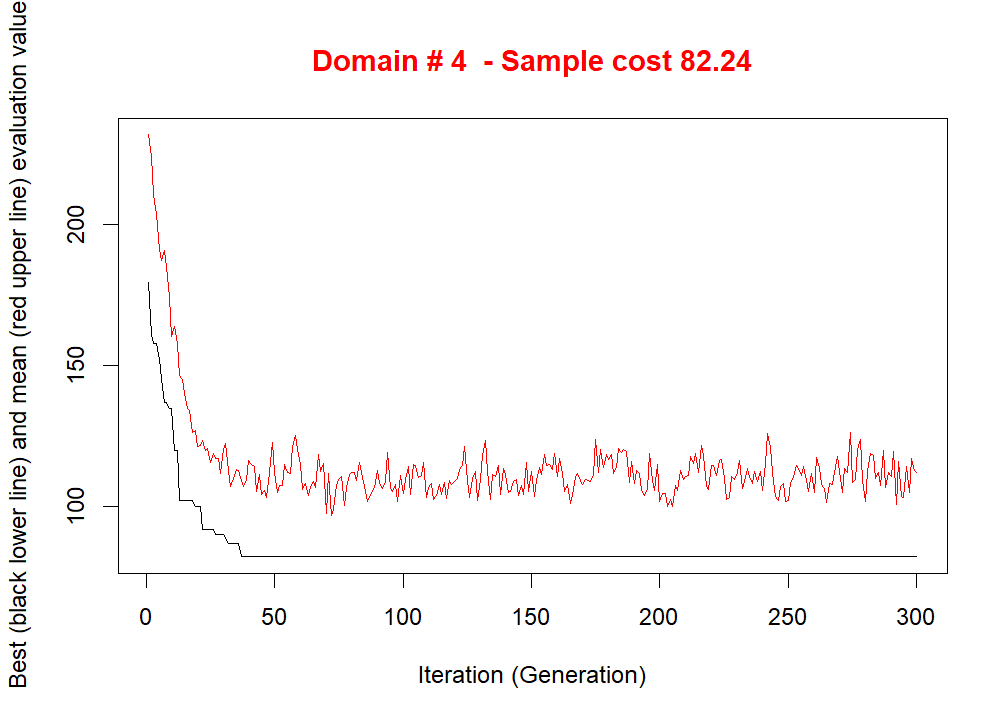 Domain # 4  - Sample cost 82.24
Best (black lower line) and mean (red upper line) evaluation value
200
150
100
0 50 100 150 200 250 300
Iteration (Generation)